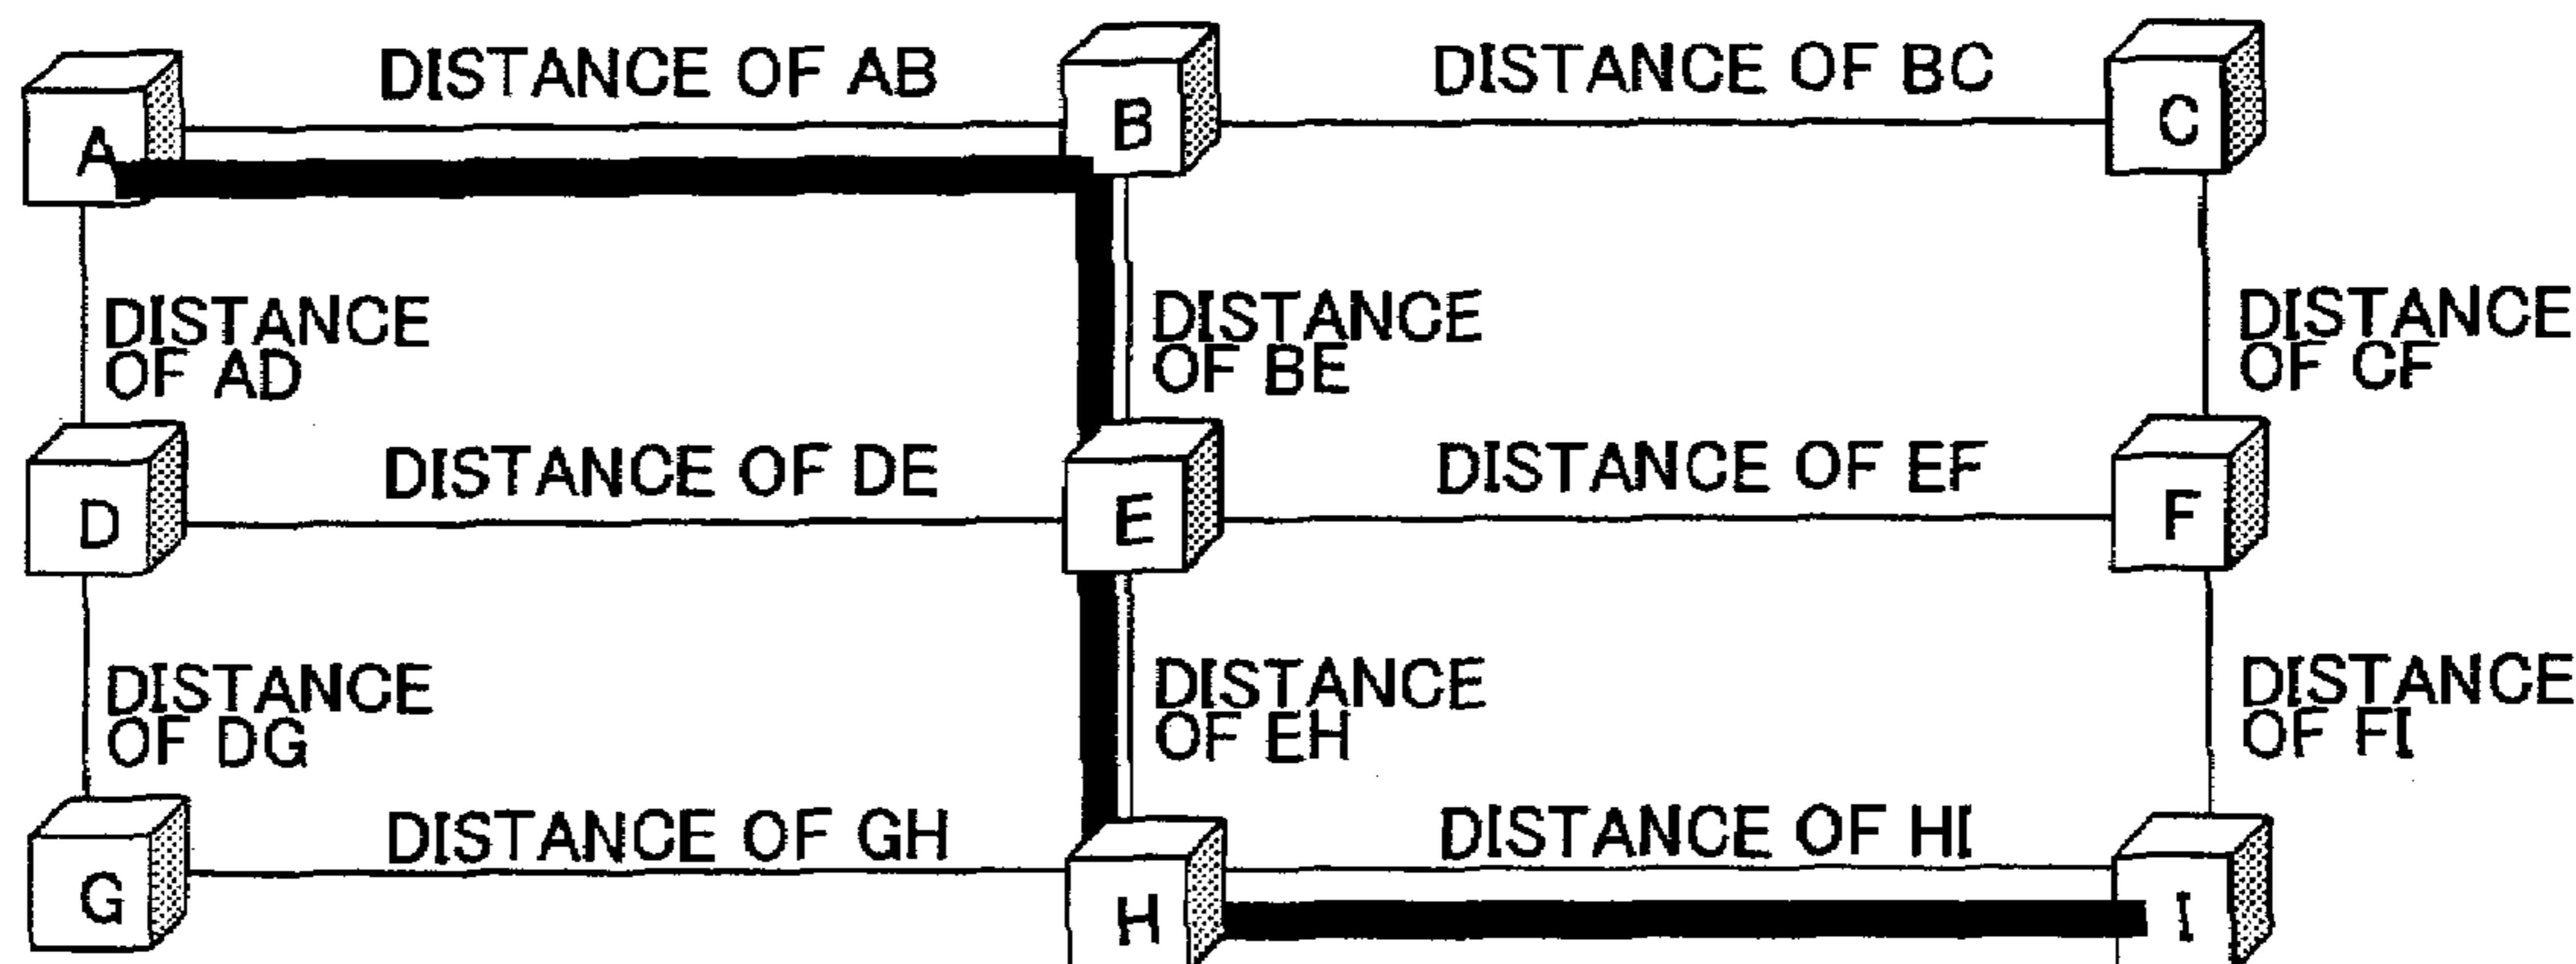 DISTANCE OF AB
DISTANCE OF BC
A
B
C
DISTANCE
OF AD
DISTANCE
OF BE
DISTANCE
OF CF
DISTANCE OF DE
DISTANCE OF EF
D
E
F
DISTANCE
OF DG
DISTANCE
OF EH
DISTANCE
OF FI
DISTANCE OF GH
DISTANCE OF HI
G
H
I